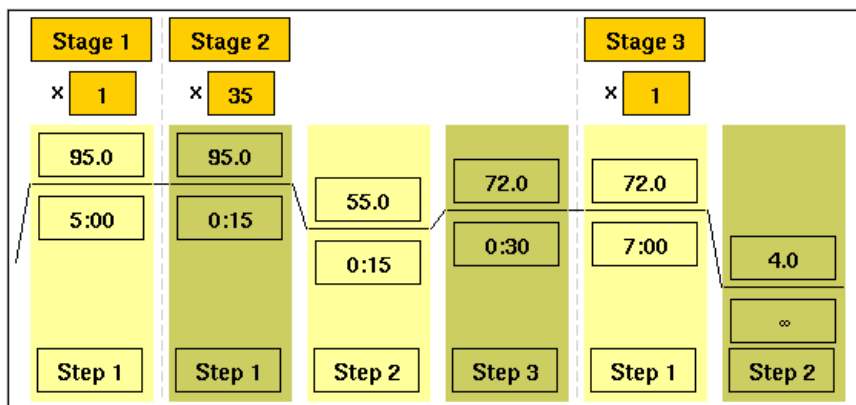 Stage 1 Stage 2 Stage 3
x 1 x 35 x 1
95.0 95.0 55.0 72.0 72.0 4.0
5:00 0:15 0:15 0:30 7:00 ∞
Step 1 Step 1 Step 2 Step 3 Step 1 Step 2